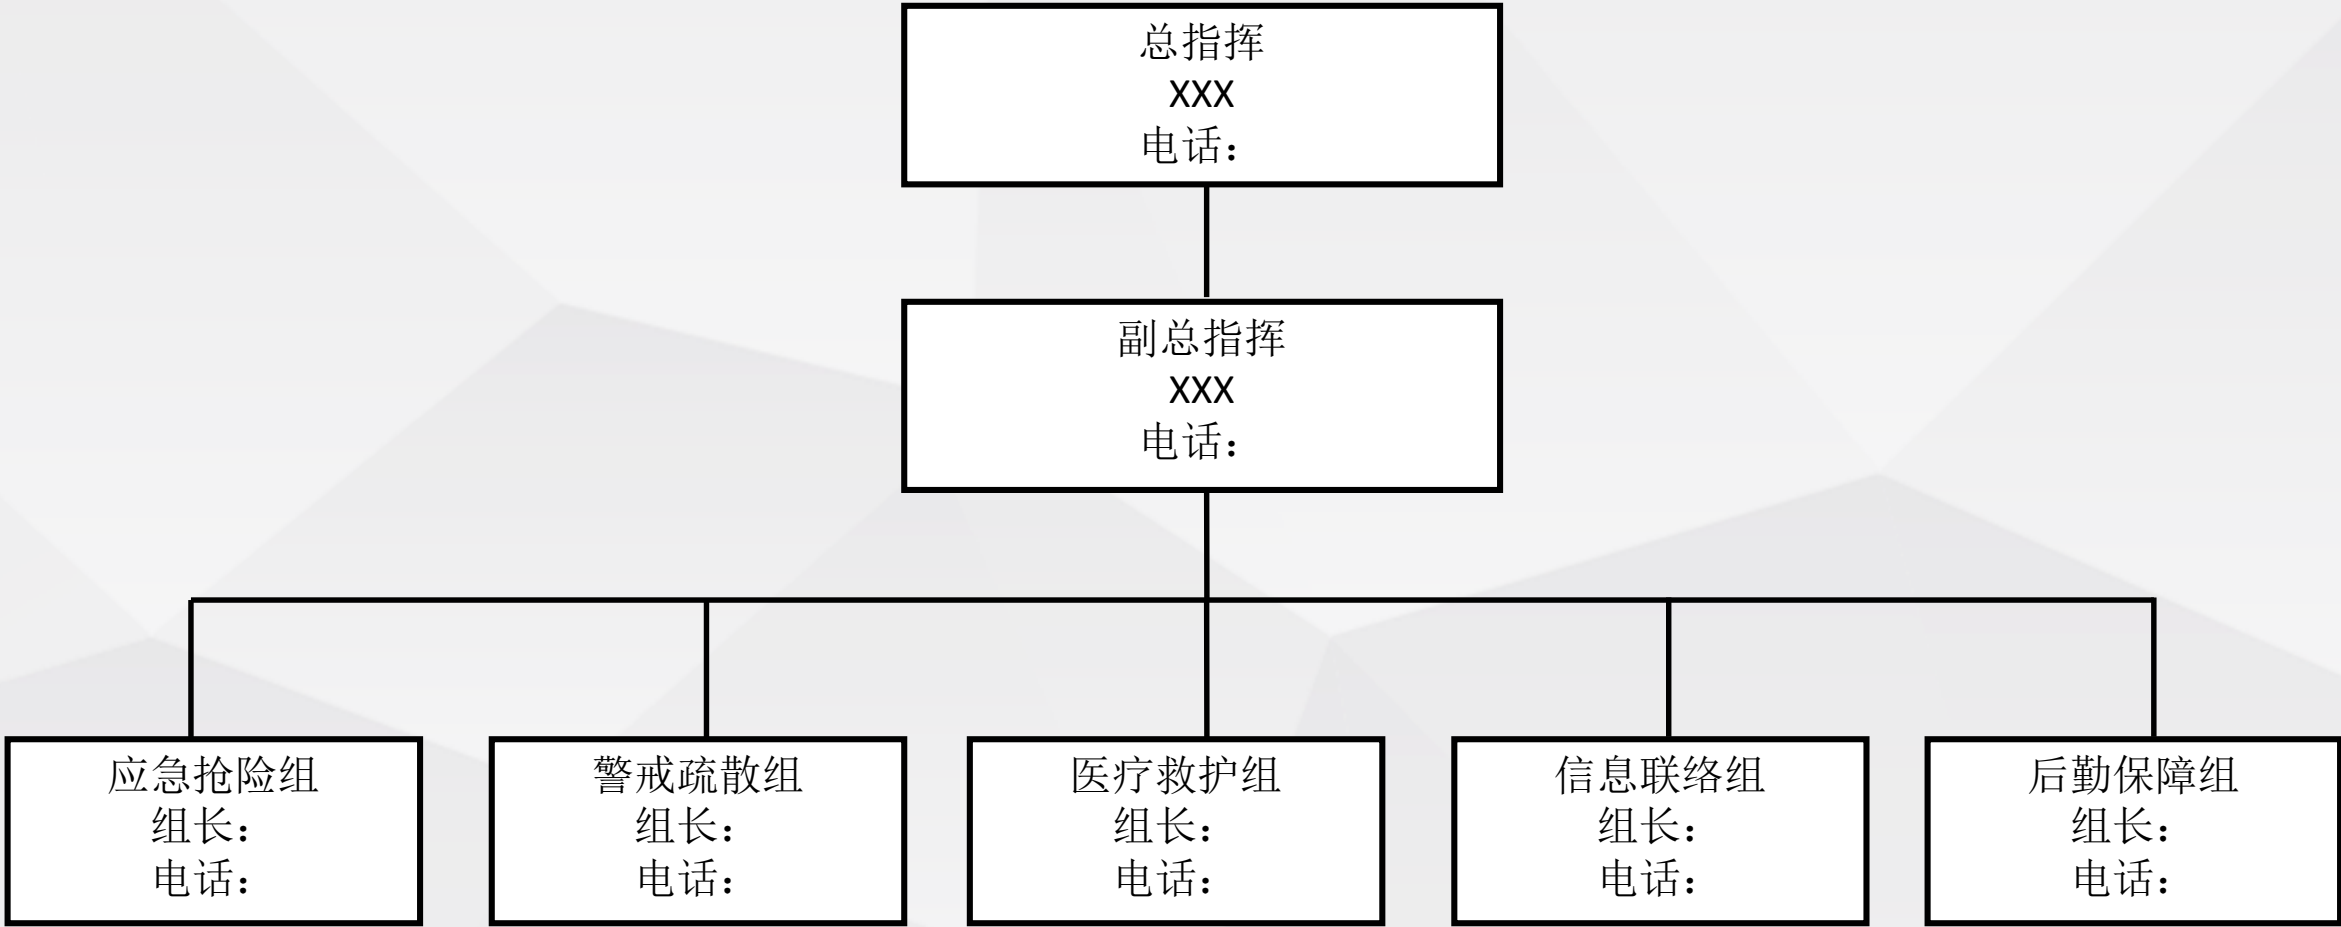 总指挥
XXX
电话：
副总指挥
XXX
电话：
应急抢险组
组长：
电话：
警戒疏散组
组长：
电话：
医疗救护组
组长：
电话：
信息联络组
组长：
电话：
后勤保障组
组长：
电话：